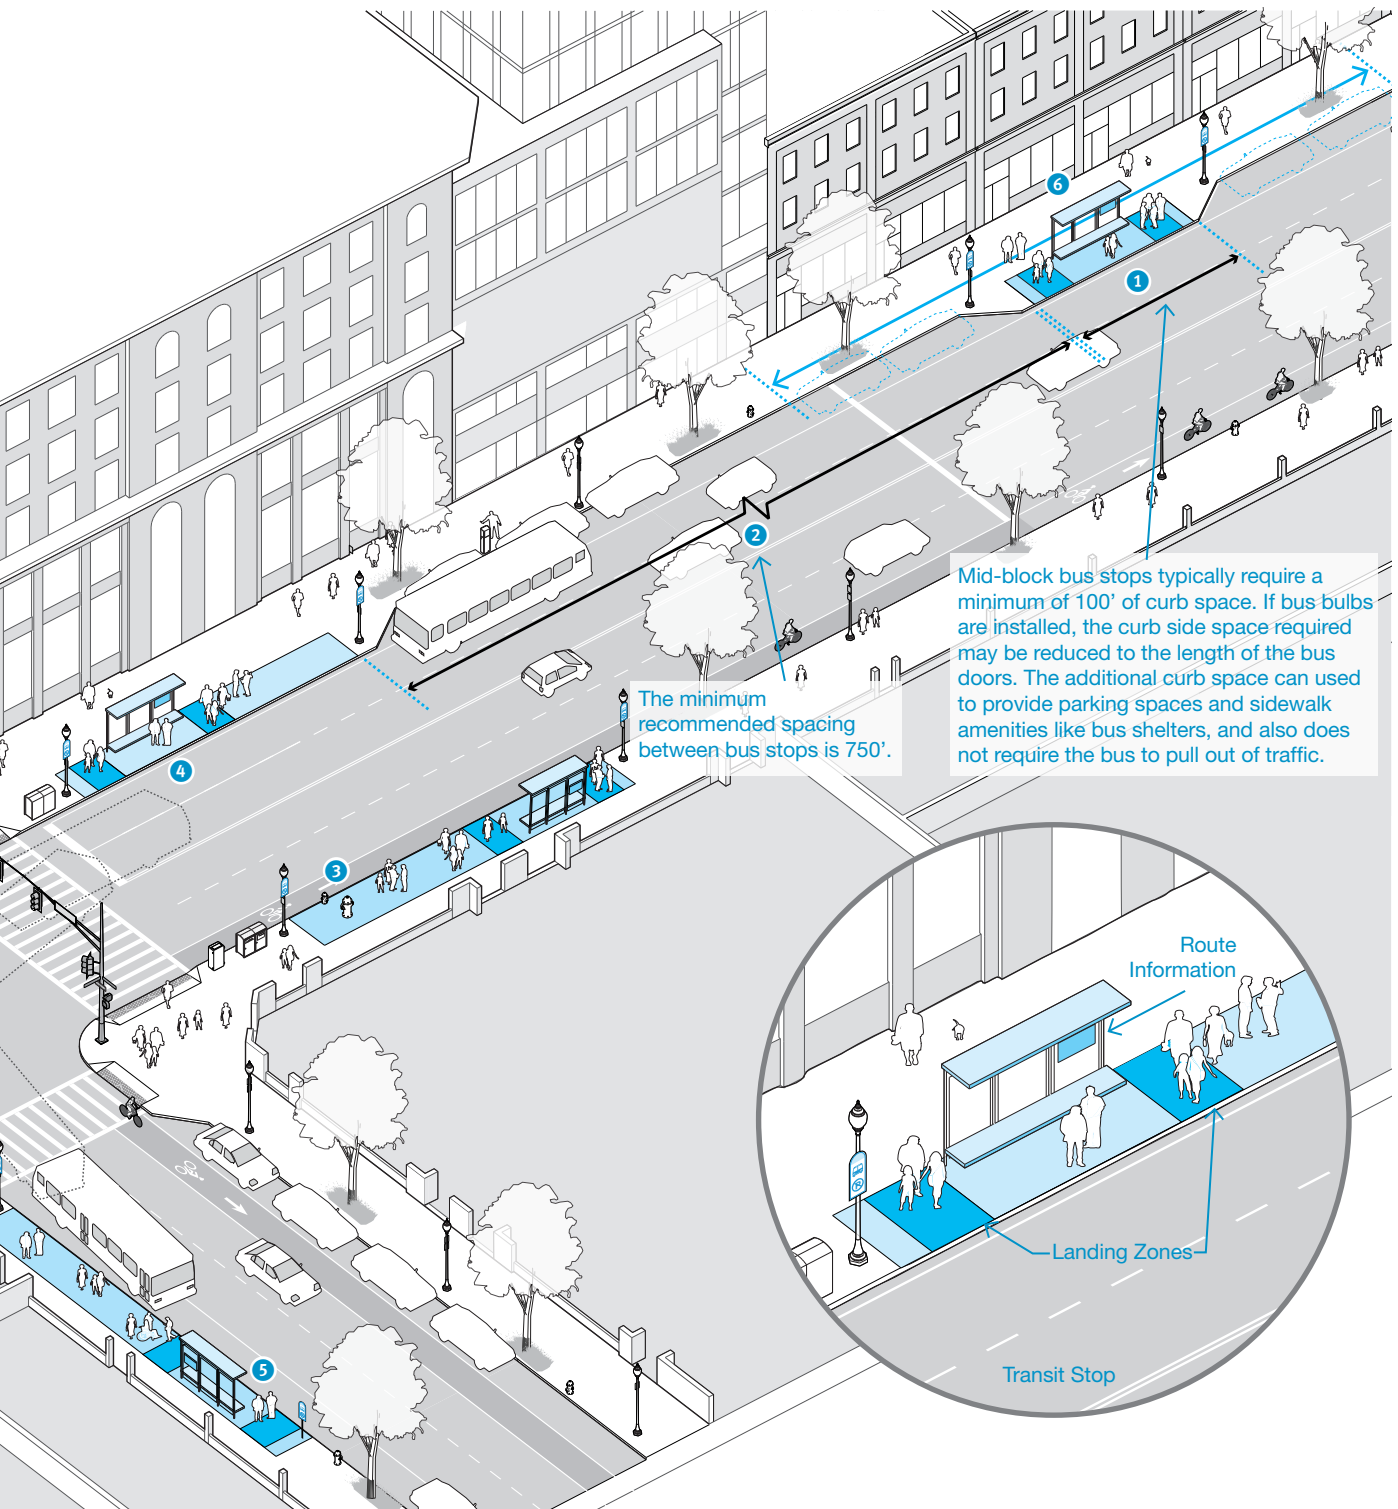 6
1
2
Mid-block bus stops typically require a
minimum of 100’ of curb space. If bus bulbs
are installed, the curb side space required
may be reduced to the length of the bus
doors. The additional curb space can used
to provide parking spaces and sidewalk
amenities like bus shelters, and also does
not require the bus to pull out of traffic.
The minimum
recommended spacing
between bus stops is 750’.
4
3
Route
Information
Landing Zones
5
Transit Stop